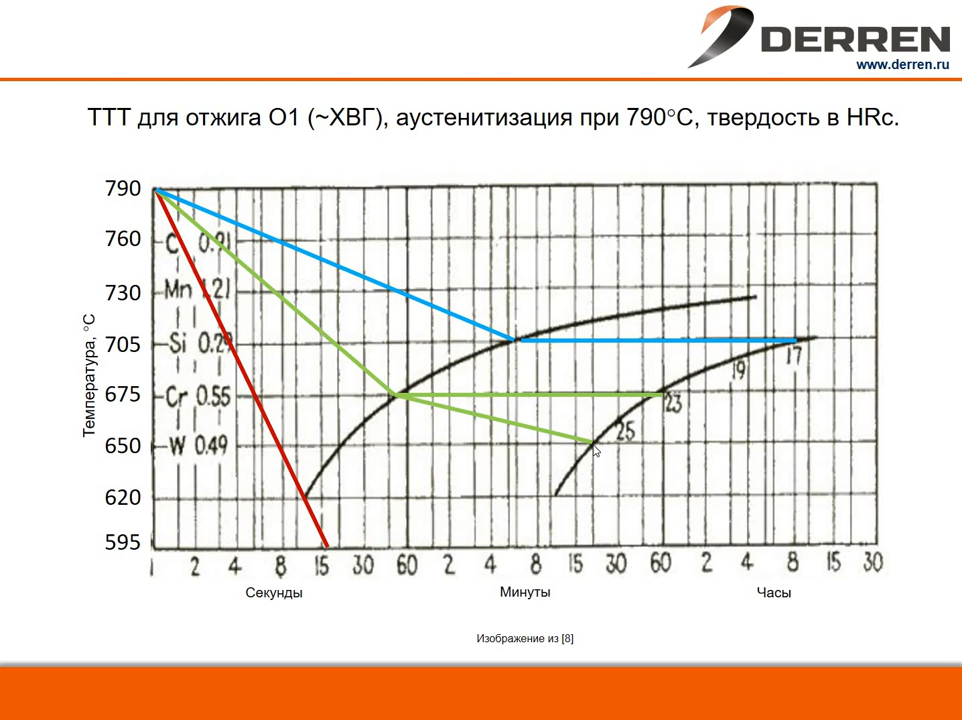 DERREN
www.derren.ru
ТТТ для отжига О1 (~ХВГ), аустенитизация при 790°С, твердость в HRc.
Температура, °С
790
760
730
705
675
650
620
595
C 0.91
Mn 1.21
Si 0.29
Cr 0.55
W 0.49
17
19
23
25
1 2 4 8 15 30 60 2 4 8 15 30 60 2 4 8 15 30
Секунды Минуты Часы
Изображение из [8]